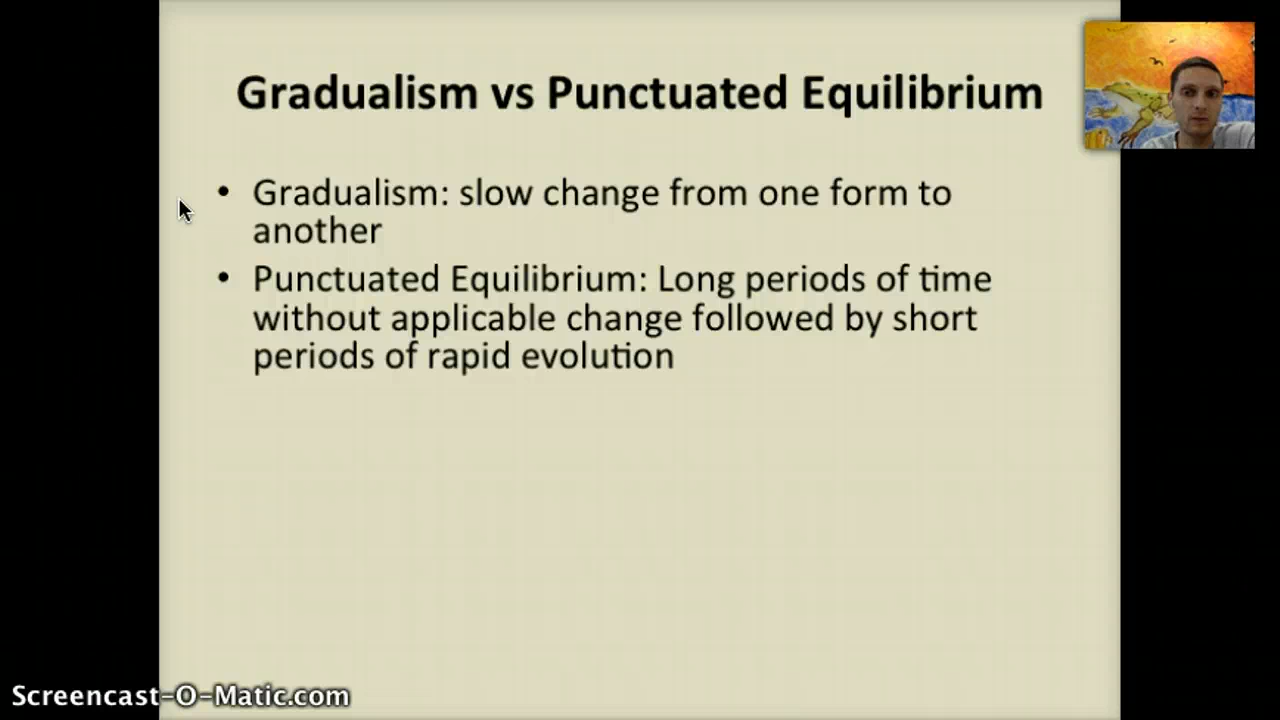 Gradualism vs Punctuated Equilibrium
• Gradualism: slow change from one form to
another
• Punctuated Equilibrium: Long periods of time
without applicable change followed by short
periods of rapid evolution
Screencast-O-Matic.com